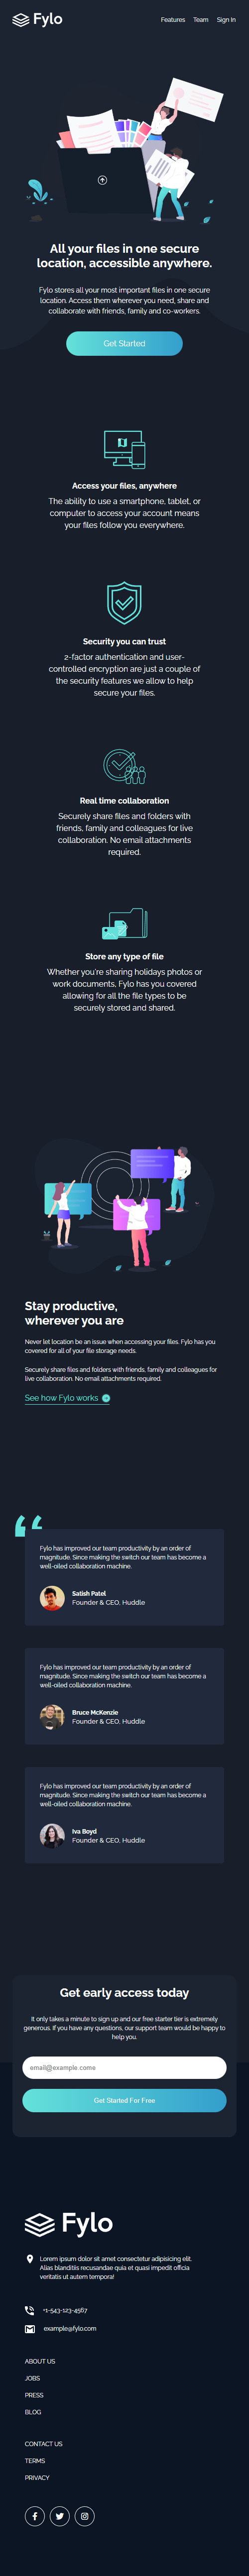 Fylo
Features Team Sign In
All your files in one secure
location, accessible anywhere.
Fylo stores all your most important files in one secure
location. Access them wherever you need, share and
collaborate with friends, family and co-workers.
Get Started
Access your files, anywhere
The ability to use a smartphone, tablet, or
computer to access your account means
your files follow you everywhere.
Security you can trust
2-factor authentication and user-
controlled encryption are just a couple of
the security features we allow to help
secure your files.
Real time collaboration
Securely share files and folders with
friends, family and colleagues for live
collaboration. No email attachments
required.
Store any type of file
Whether you're sharing holidays photos or
work documents, Fylo has you covered
allowing for all the file types to be
securely stored and shared.
Stay productive,
wherever you are
Never let location be an issue when accessing your files. Fylo has you
covered for all of your file storage needs.
Securely share files and folders with friends, family and colleagues for
live collaboration. No email attachments required.
See how Fylo works
Fylo has improved our team productivity by an order of
magnitude. Since making the switch our team has become a
well-oiled collaboration machine.
Satish Patel
Founder & CEO, Huddle
Fylo has improved our team productivity by an order of
magnitude. Since making the switch our team has become a
well-oiled collaboration machine.
Bruce McKenzie
Founder & CEO, Huddle
Fylo has improved our team productivity by an order of
magnitude. Since making the switch our team has become a
well-oiled collaboration machine.
Iva Boyd
Founder & CEO, Huddle
Get early access today
It only takes a minute to sign up and our free starter tier is extremely
generous. If you have any questions, our support team would be happy to
help you.
email@example.come
Get Started For Free
Fylo
Lorem ipsum dolor sit amet consectetur adipisicing elit.
Alias blanditiis recusandae quia et quasi impedit officia
veritatis ut autem tempora!
+1-543-123-4567
example@fylo.com
ABOUT US
JOBS
PRESS
BLOG
CONTACT US
TERMS
PRIVACY